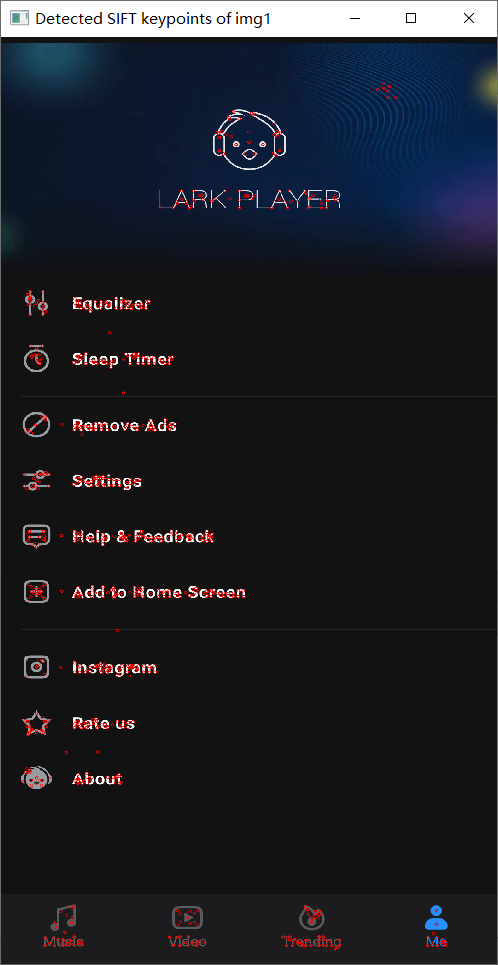 Detected SIFT keypoints of img1
LARK PLAYER
Equalizer
Sleep Timer
Remove Ads
Settings
Help & Feedback
Add to Home Screen
Instagram
Rate us
About
Music
Video
Trending
Me